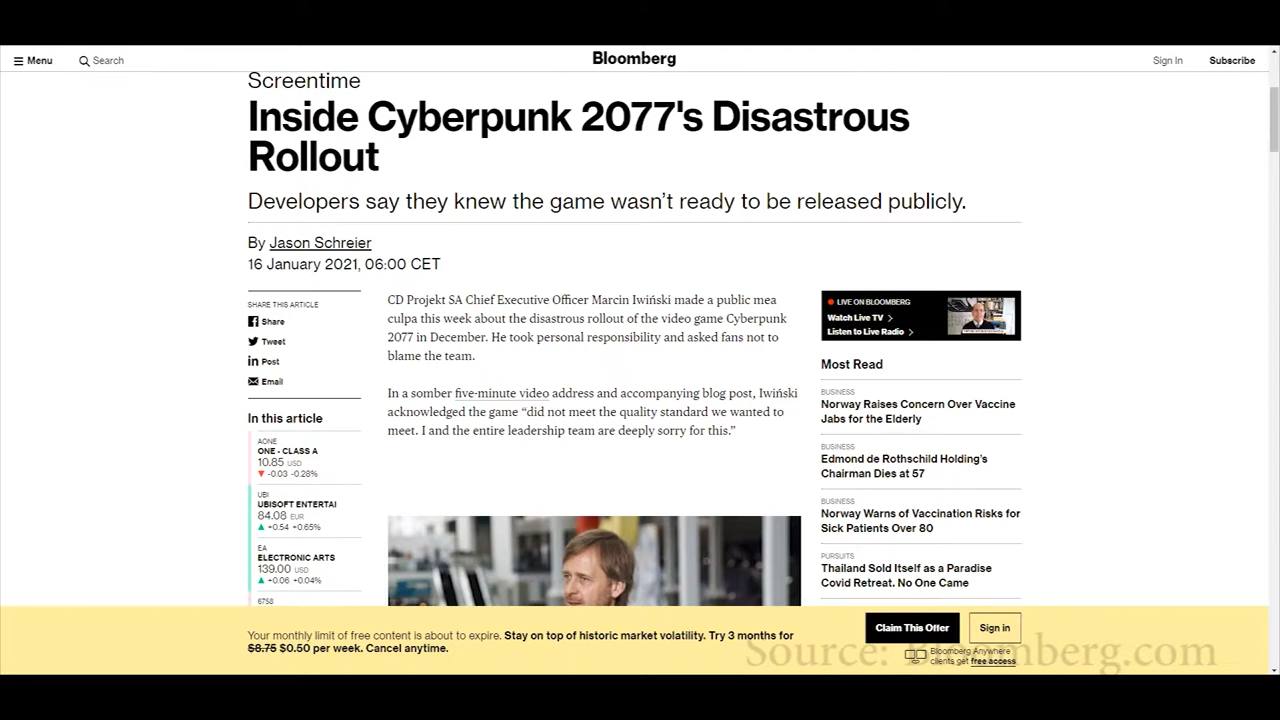 Menu
Search
Bloomberg
Sign In
Subscribe
Screentime
Inside Cyberpunk 2077's Disastrous
Rollout
Developers say they knew the game wasn't ready to be released publicly.
By Jason Schreier
16 January 2021, 06:00 CET
SHARE THIS ARTICLE
Share
Tweet
Post
Email
In this article
AONE
ONE - CLASS A
10.85 USD
-0.03 -0.28%
UBI
UBISOFT ENTERTAI
84.08 EUR
+0.54 +0.65%
EA
ELECTRONIC ARTS
139.00 USD
+0.06 +0.04%
6758
CD Projekt SA Chief Executive Officer Marcin Iwiński made a public mea
culpa this week about the disastrous rollout of the video game Cyberpunk
2077 in December. He took personal responsibility and asked fans not to
blame the team.
In a somber five-minute video address and accompanying blog post, Iwiński
acknowledged the game “did not meet the quality standard we wanted to
meet. I and the entire leadership team are deeply sorry for this.”
LIVE ON BLOOMBERG
Watch Live TV
Listen to Live Radio
Most Read
BUSINESS
Norway Raises Concern Over Vaccine
Jabs for the Elderly
BUSINESS
Edmond de Rothschild Holding's
Chairman Dies at 57
BUSINESS
Norway Warns of Vaccination Risks for
Sick Patients Over 80
PURSUITS
Thailand Sold Itself as a Paradise
Covid Retreat. No One Came
Your monthly limit of free content is about to expire. Stay on top of historic market volatility. Try 3 months for
$8.75 $0.50 per week. Cancel anytime.
Claim This Offer
Sign in
Bloomberg Anywhere
clients get free access
Source: Bloomberg.com